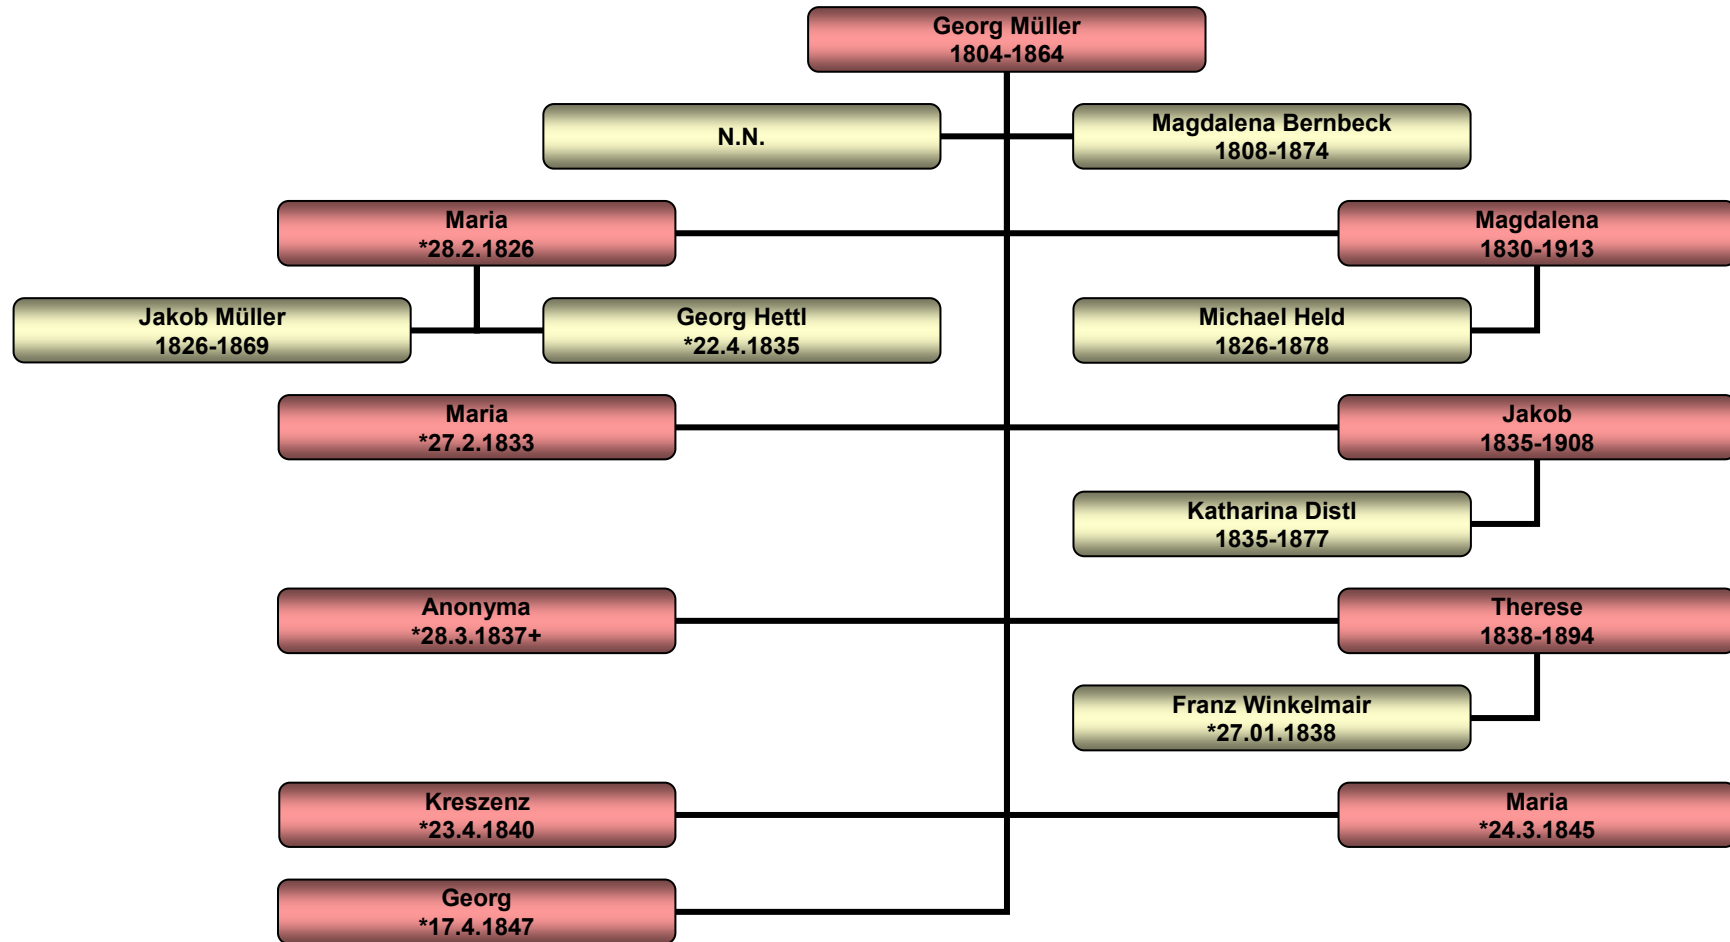 Georg Müller
1804-1864
N.N.
Magdalena Bernbeck
1808-1874
Maria
*28.2.1826
Magdalena
1830-1913
Jakob Müller
1826-1869
Georg Hettl
*22.4.1835
Michael Held
1826-1878
Maria
*27.2.1833
Jakob
1835-1908
Katharina Distl
1835-1877
Anonyma
*28.3.1837+
Therese
1838-1894
Franz Winkelmair
*27.01.1838
Kreszenz
*23.4.1840
Maria
*24.3.1845
Georg
*17.4.1847